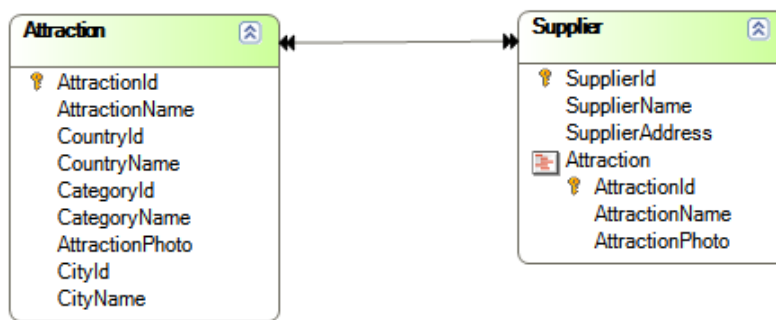 Attraction
AttractionId
AttractionName
CountryId
CountryName
CategoryId
CategoryName
AttractionPhoto
CityId
CityName
Supplier
SupplierId
SupplierName
SupplierAddress
Attraction
AttractionId
AttractionName
AttractionPhoto